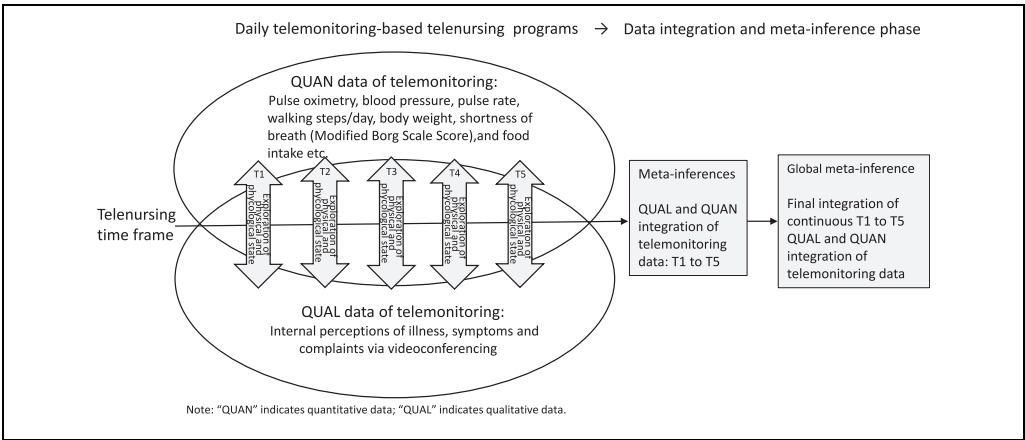 Daily telemonitoring-based telenursing programs → Data integration and meta-inference phase
QUAN data of telemonitoring:
Pulse oximetry, blood pressure, pulse rate,
walking steps/day, body weight, shortness of
breath (Modified Borg Scale Score),and food
intake etc.
T1
Exploration of
physical and
phycological state
T2
Exploration of
physical and
phycological state
T3
Exploration of
physical and
phycological state
T4
Exploration of
physical and
phycological state
T5
Exploration of
physical and
phycological state
Telenursing
time frame
Meta-inferences
QUAL and QUAN
integration of
telemonitoring
data: T1 to T5
Global meta-inference
Final integration of
continuous T1 to T5
QUAL and QUAN
integration of
telemonitoring data
QUAL data of telemonitoring:
Internal perceptions of illness, symptoms and
complaints via videoconferencing
Note: “QUAN” indicates quantitative data; “QUAL” indicates qualitative data.